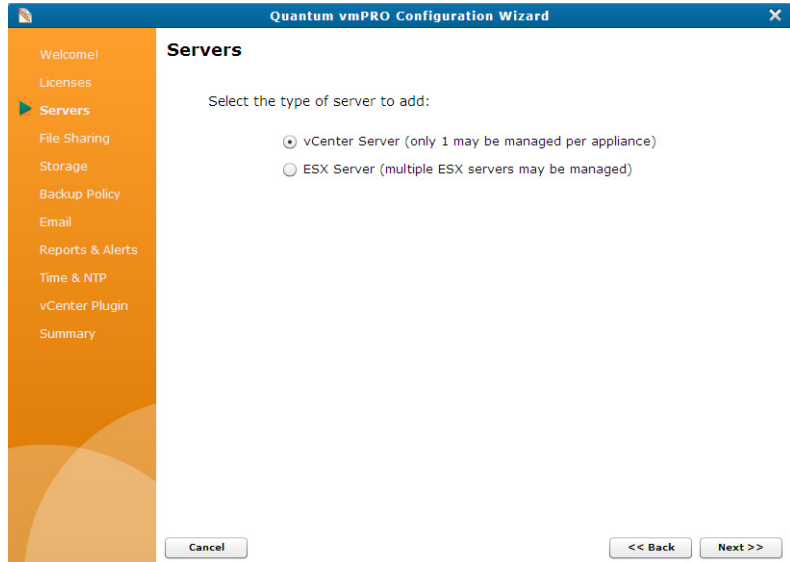 Quantum vmPRO Configuration Wizard
Welcome!
Licenses
Servers
File Sharing
Storage
Backup Policy
Email
Reports & Alerts
Time & NTP
vCenter Plugin
Summary
Servers
Select the type of server to add:
vCenter Server (only 1 may be managed per appliance)
ESX Server (multiple ESX servers may be managed)
Cancel
<< Back
Next >>